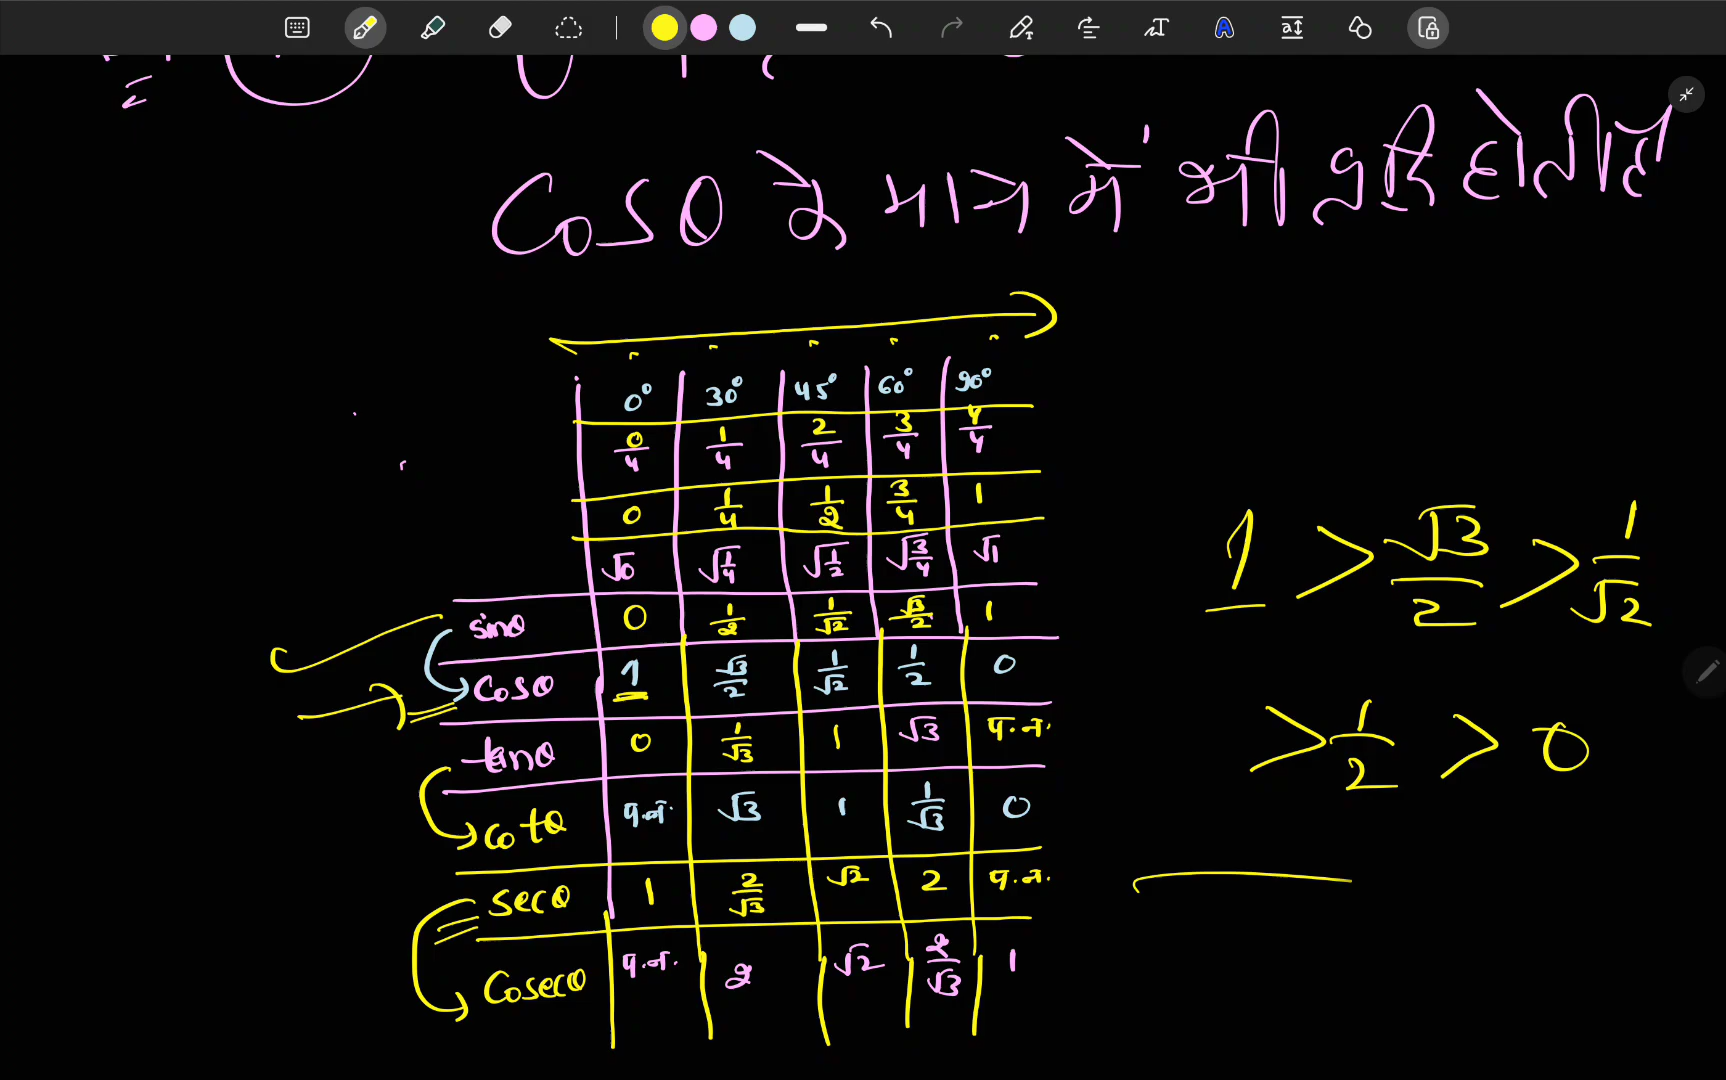 Cosθ के मान में भी वृद्धि होती है
0° 30° 45° 60° 90°
0/4 1/4 2/4 3/4 4/4
0 1/4 1/2 3/4 1
√0 √1/4 √1/2 √3/4 √1
sinθ 0 1/2 1/√2 √3/2 1
Cosθ 1 √3/2 1/√2 1/2 0
tanθ 0 1/√3 1 √3 प.न.
Cotθ प.न. √3 1 1/√3 0
secθ 1 2/√3 √2 2 प.न.
Cosecθ प.न. 2 √2 2/√3 1
1 > √3/2 > 1/√2
> 1/2 > 0